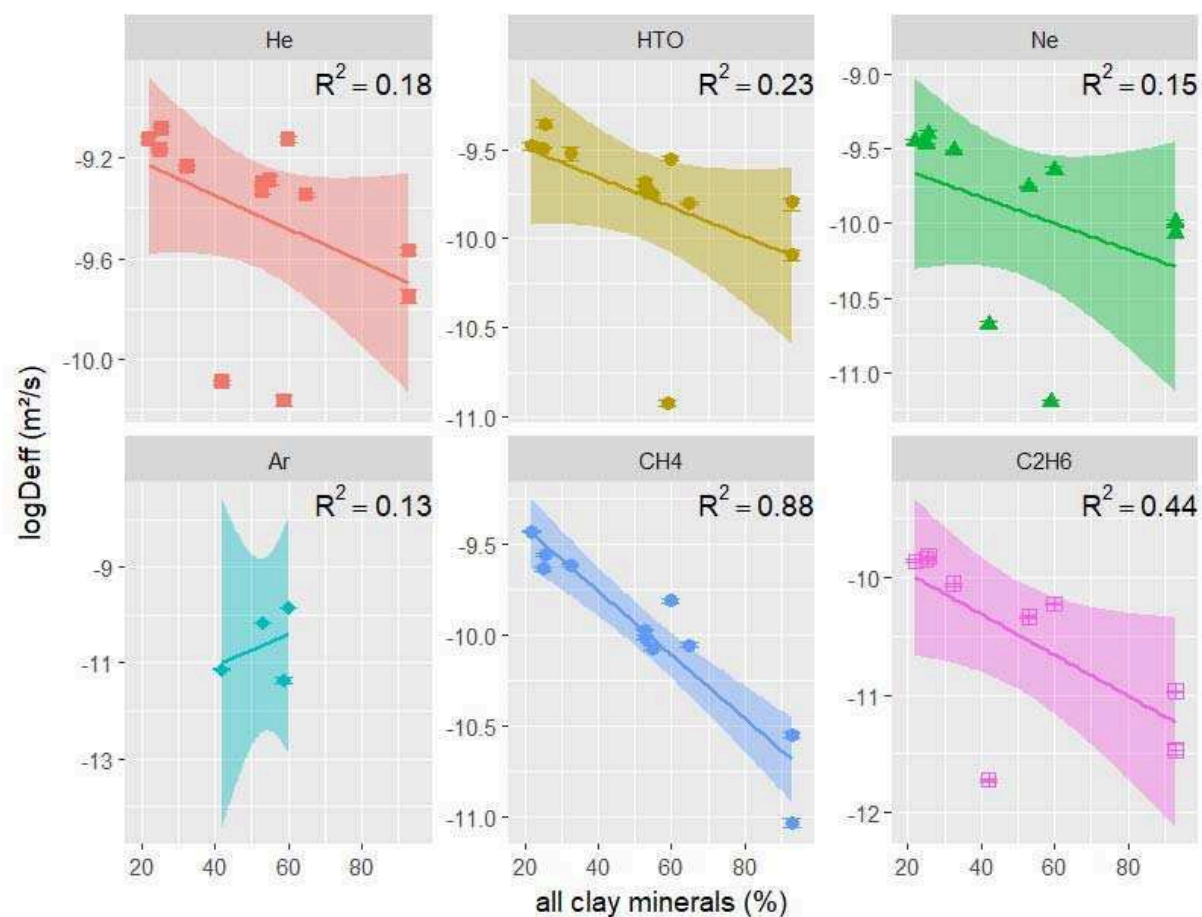 He
HTO
Ne
R² = 0.18
R² = 0.23
R² = 0.15
-9.2
-9.6
-10.0
-9.5
-10.0
-10.5
-11.0
-9.0
-9.5
-10.0
-10.5
-11.0
logDeff (m²/s)
Ar
CH4
C2H6
R² = 0.13
R² = 0.88
R² = 0.44
-9
-11
-13
-9.5
-10.0
-10.5
-11.0
-10
-11
-12
20 40 60 80
20 40 60 80
20 40 60 80
all clay minerals (%)